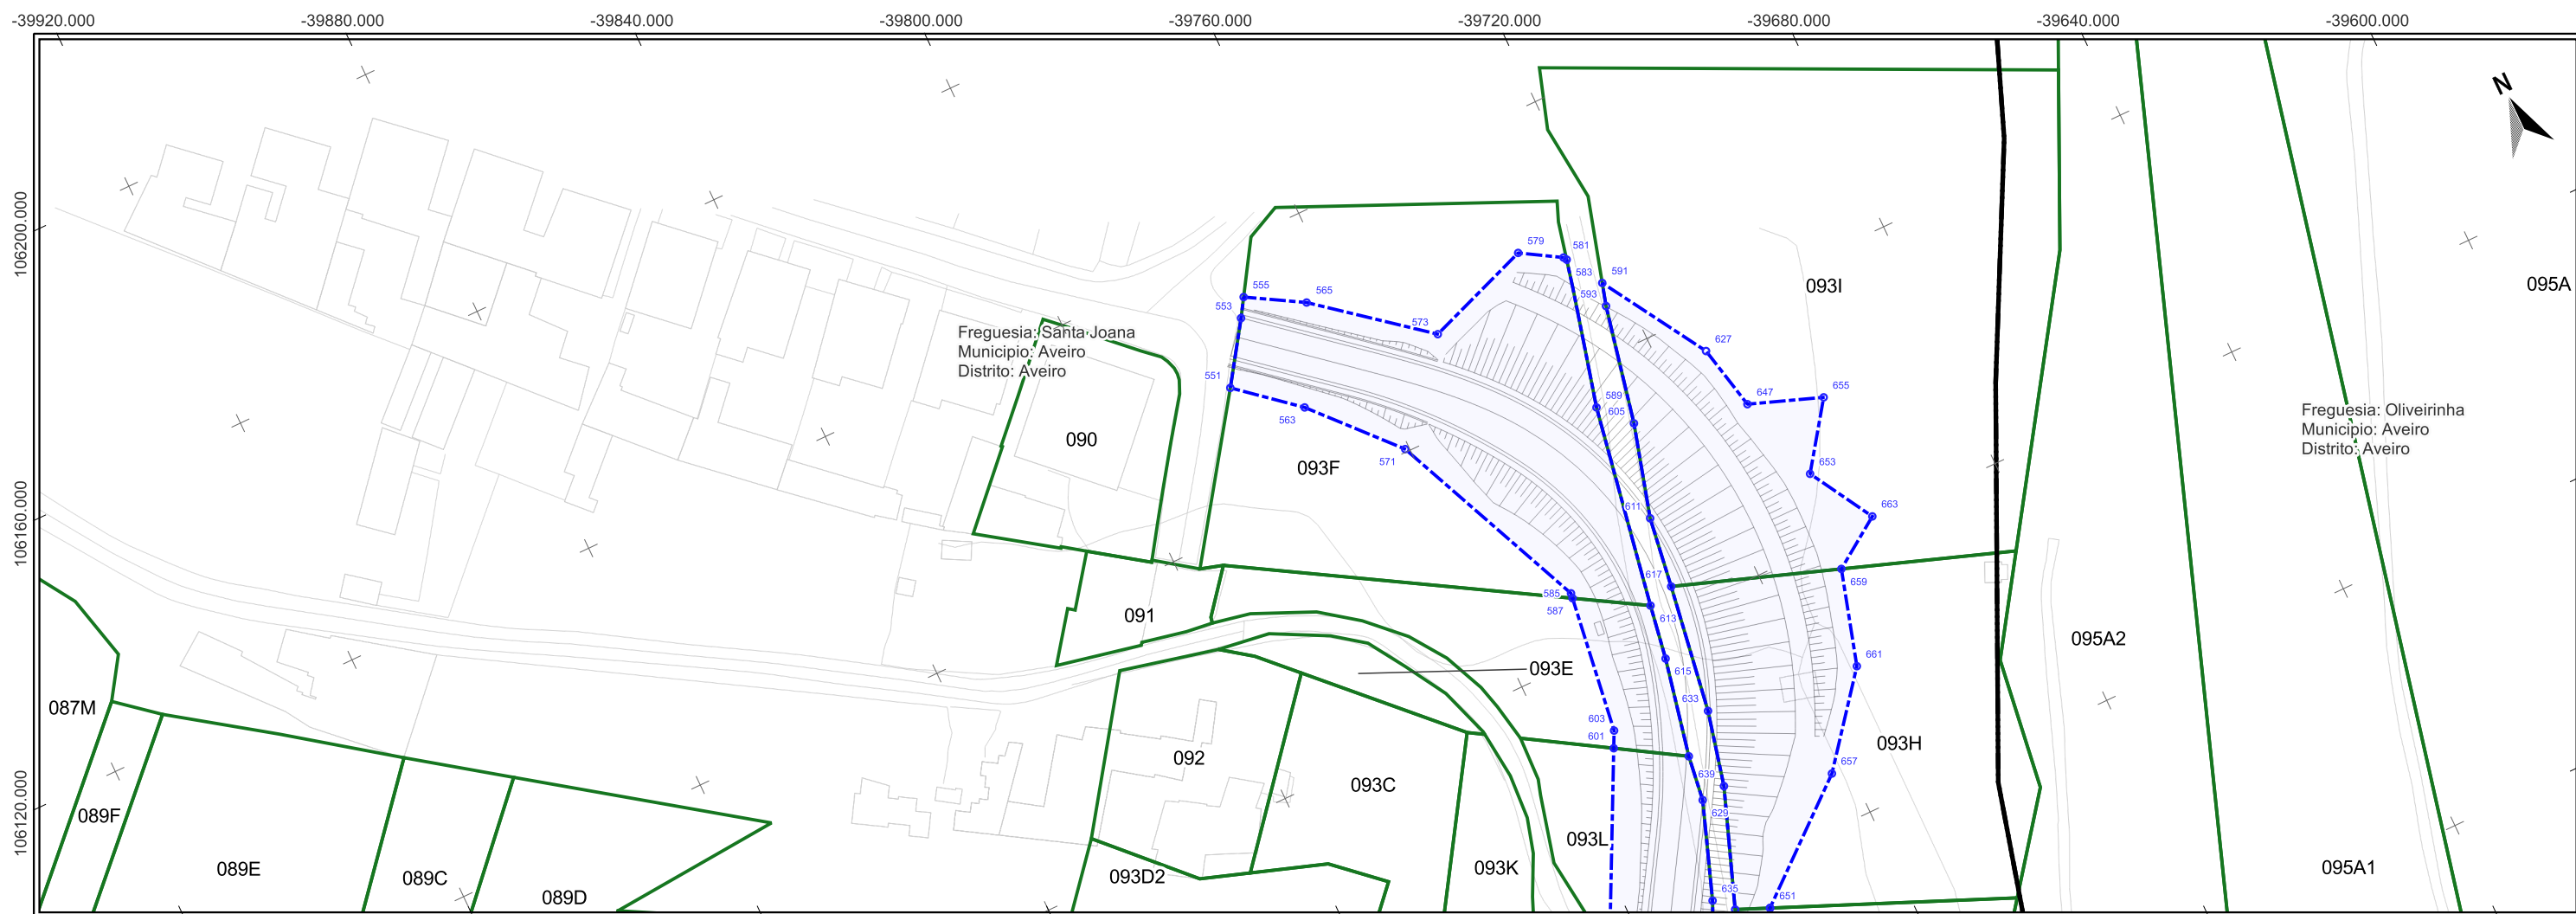 -39920.000 -39880.000 -39840.000 -39800.000 -39760.000 -39720.000 -39680.000 -39640.000 -39600.000
N
106200.000
106160.000
106120.000
579
581
583
591
593
555
553
565
573
551
563
571
589
605
627
647
655
653
663
611
617
659
585
587
613
615
633
661
603
601
639
629
657
635
651
093I
095A
Freguesia: Santa Joana
Municipio: Aveiro
Distrito: Aveiro
Freguesia: Oliveirinha
Municipio: Aveiro
Distrito: Aveiro
090
093F
091
093E
095A2
087M
092
093C
093H
089F
093L
089E
089C
089D
093D2
093K
095A1